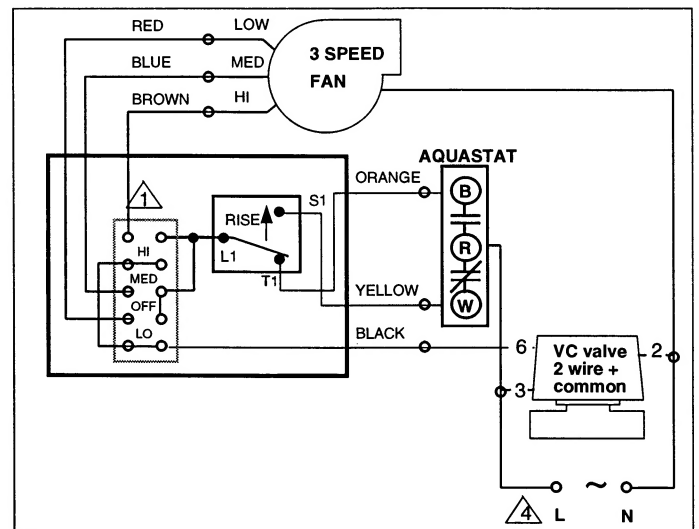 RED LOW
BLUE MED
BROWN HI
3 SPEED
FAN
AQUASTAT
ORANGE
B
1
S1
RISE
R
HI
L1
MED
T1
OFF
YELLOW
W
LO
BLACK
6
VC valve
2 wire +
common
2
3
4
L ~ N